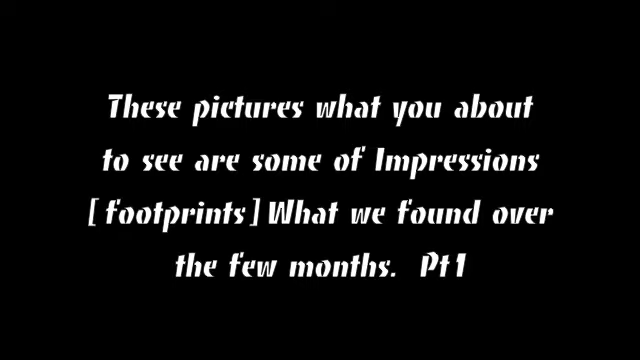 These pictures what you about
to see are some of Impressions
[footprints]What we found over
the few months. Pt1